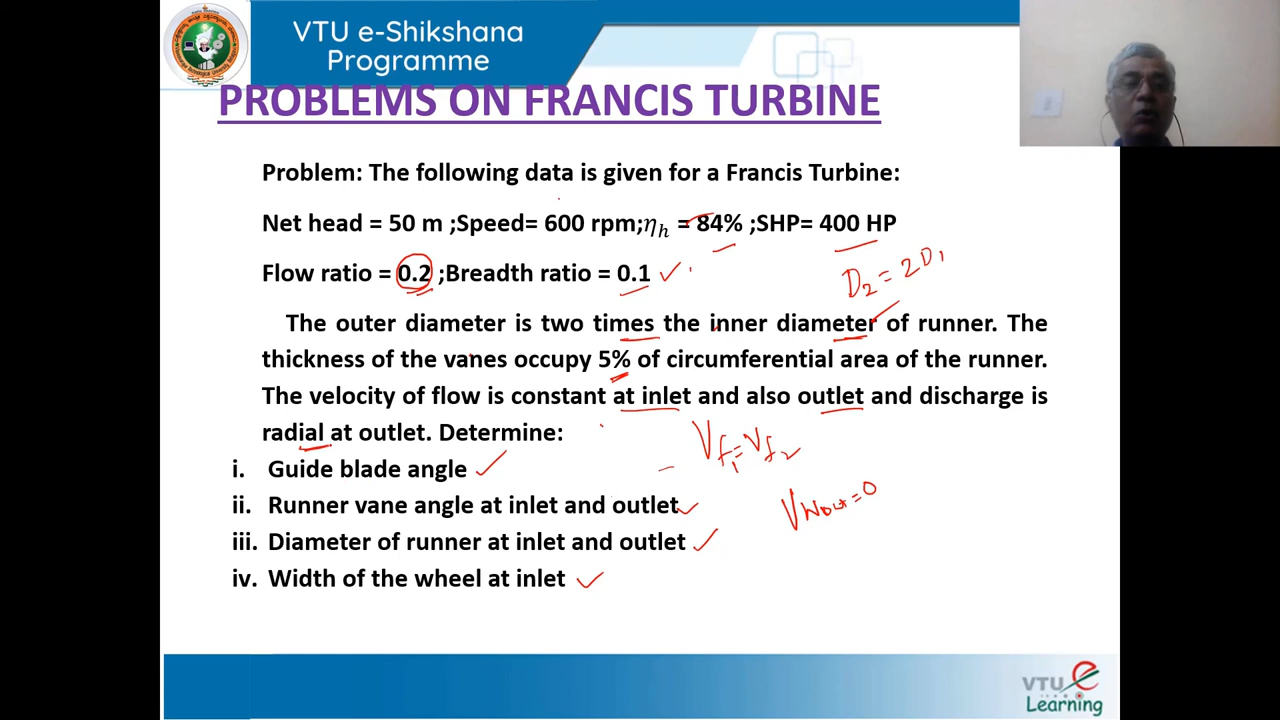 VTU e-Shikshana
Programme
PROBLEMS ON FRANCIS TURBINE
Problem: The following data is given for a Francis Turbine:
Net head = 50 m ;Speed= 600 rpm;ηh = 84% ;SHP= 400 HP
Flow ratio = 0.2 ;Breadth ratio = 0.1
D2 = 2D1
The outer diameter is two times the inner diameter of runner. The
thickness of the vanes occupy 5% of circumferential area of the runner.
The velocity of flow is constant at inlet and also outlet and discharge is
radial at outlet. Determine:
Vf1 = Vf2
i. Guide blade angle
ii. Runner vane angle at inlet and outlet
Vwout=0
iii. Diameter of runner at inlet and outlet
iv. Width of the wheel at inlet
VTU e
Learning